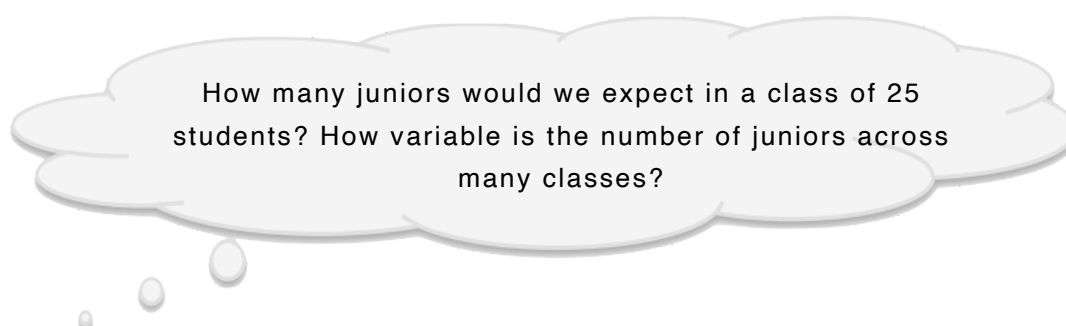 How many juniors would we expect in a class of 25
students? How variable is the number of juniors across
many classes?